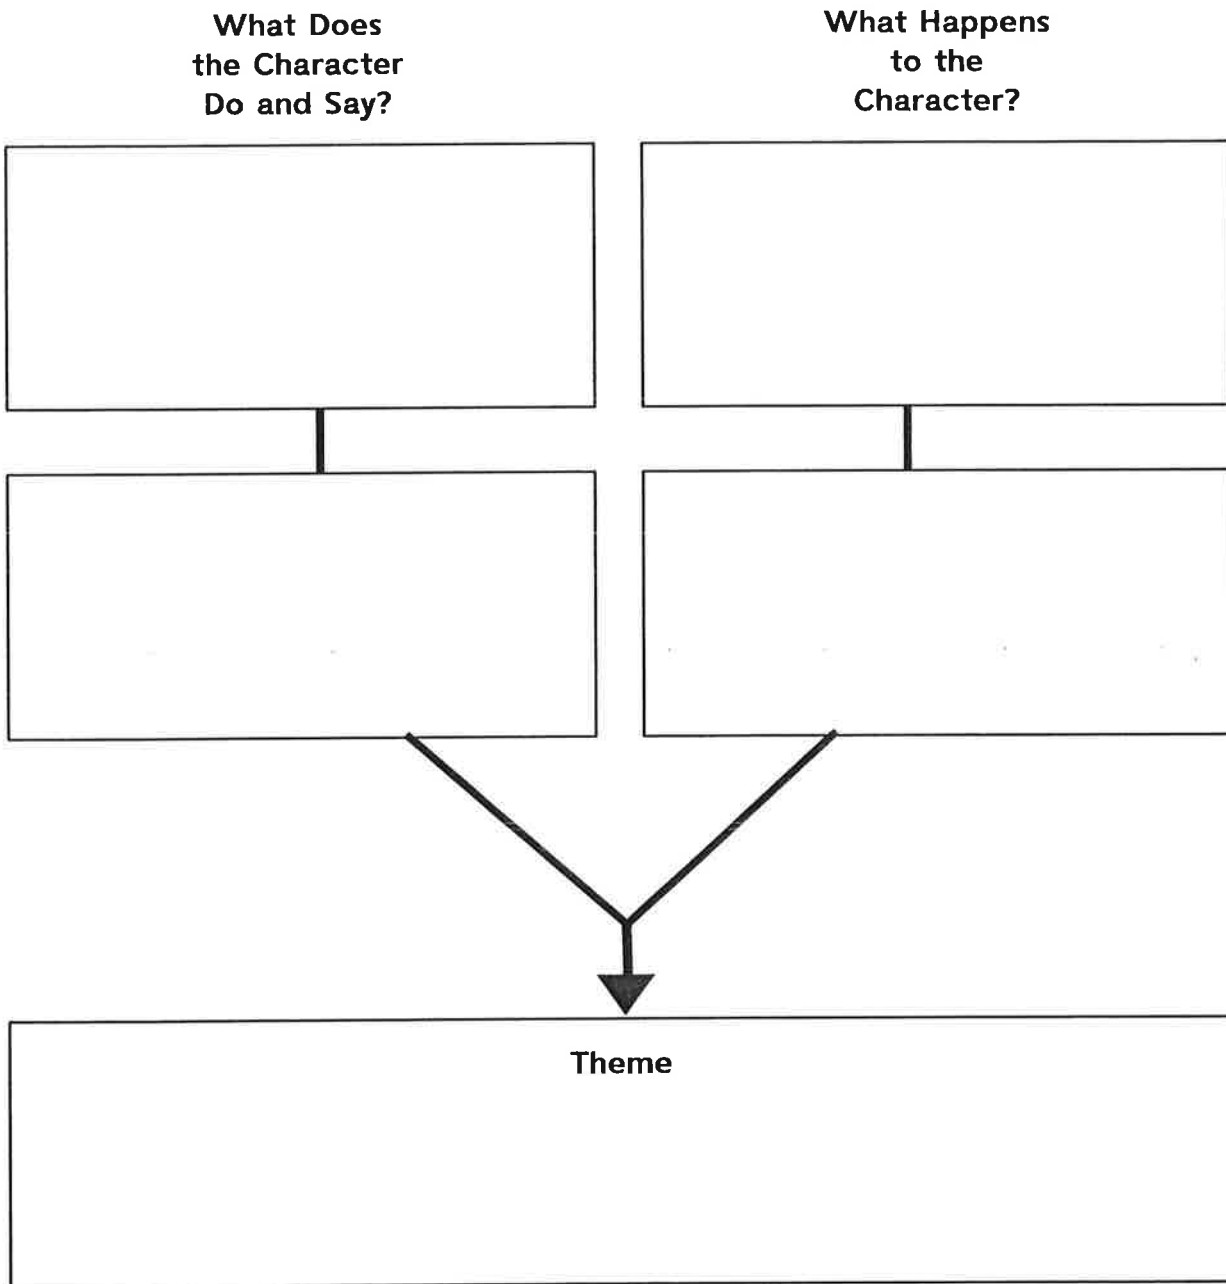 What Does
the Character
Do and Say?
What Happens
to the
Character?
Theme